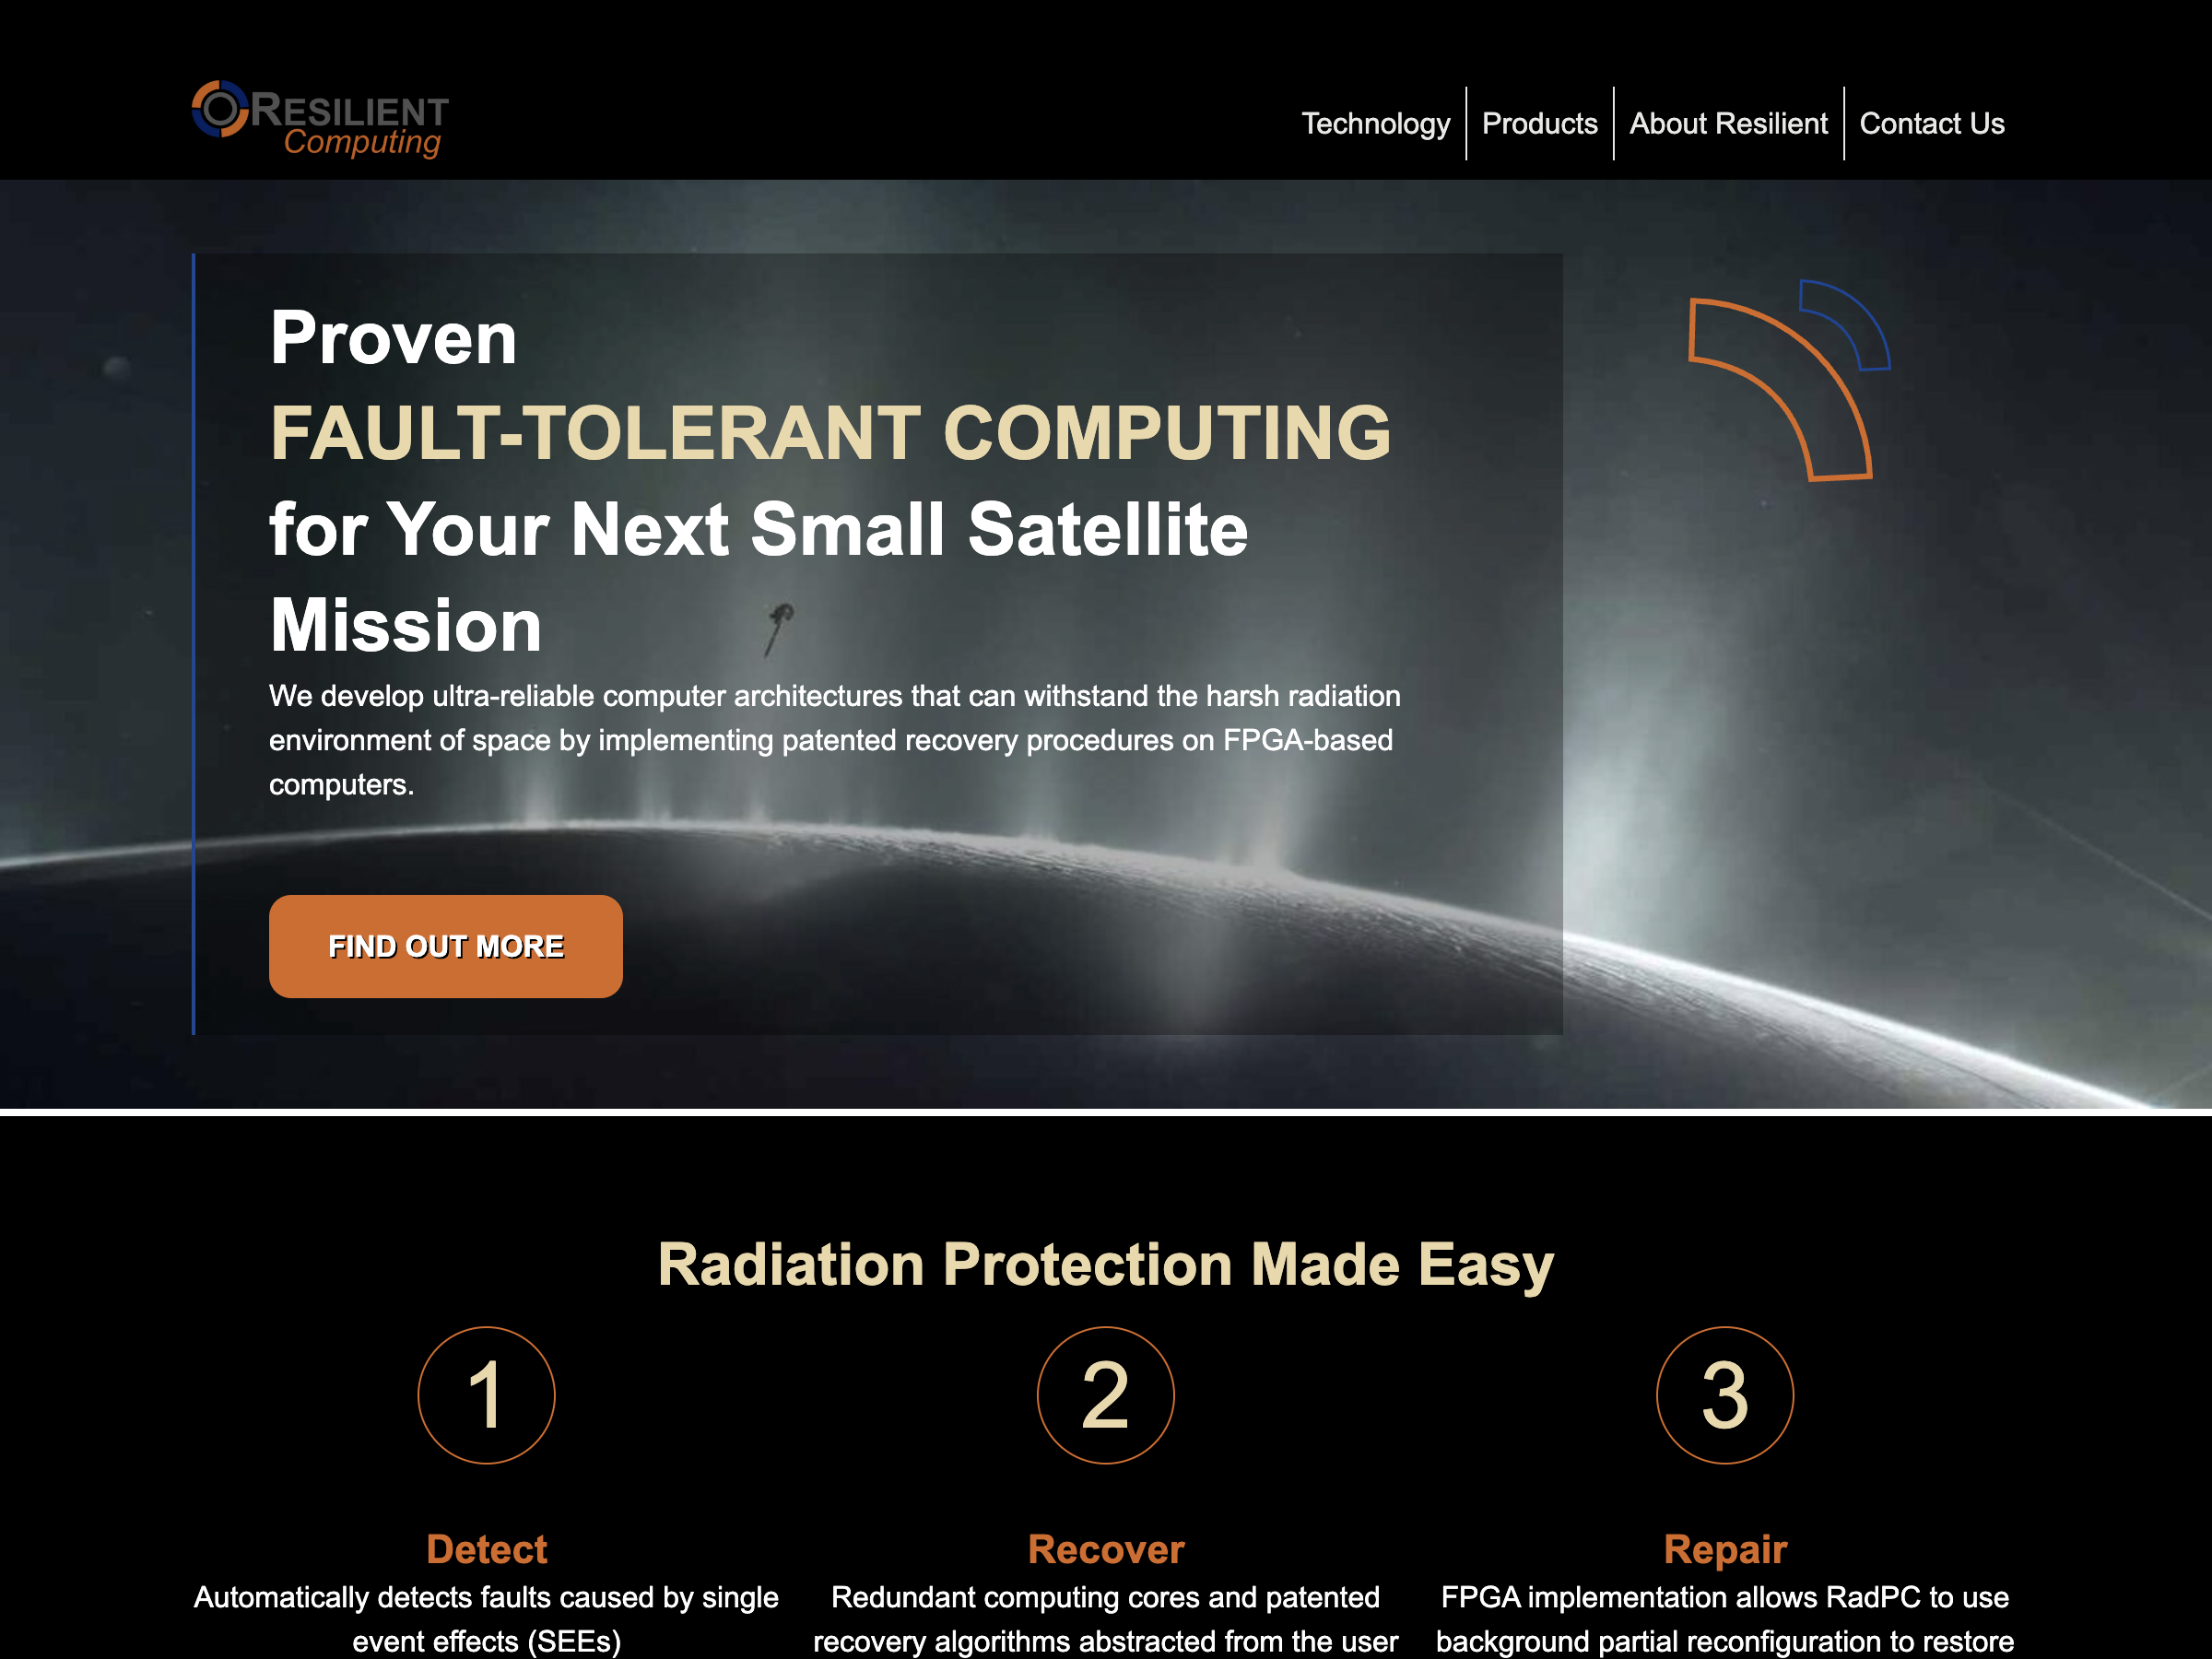 RESILIENT
Computing
Technology
Products
About Resilient
Contact Us
Proven
FAULT-TOLERANT COMPUTING
for Your Next Small Satellite
Mission
We develop ultra-reliable computer architectures that can withstand the harsh radiation
environment of space by implementing patented recovery procedures on FPGA-based
computers.
FIND OUT MORE
Radiation Protection Made Easy
1
Detect
Automatically detects faults caused by single
event effects (SEEs)
2
Recover
Redundant computing cores and patented
recovery algorithms abstracted from the user
3
Repair
FPGA implementation allows RadPC to use
background partial reconfiguration to restore